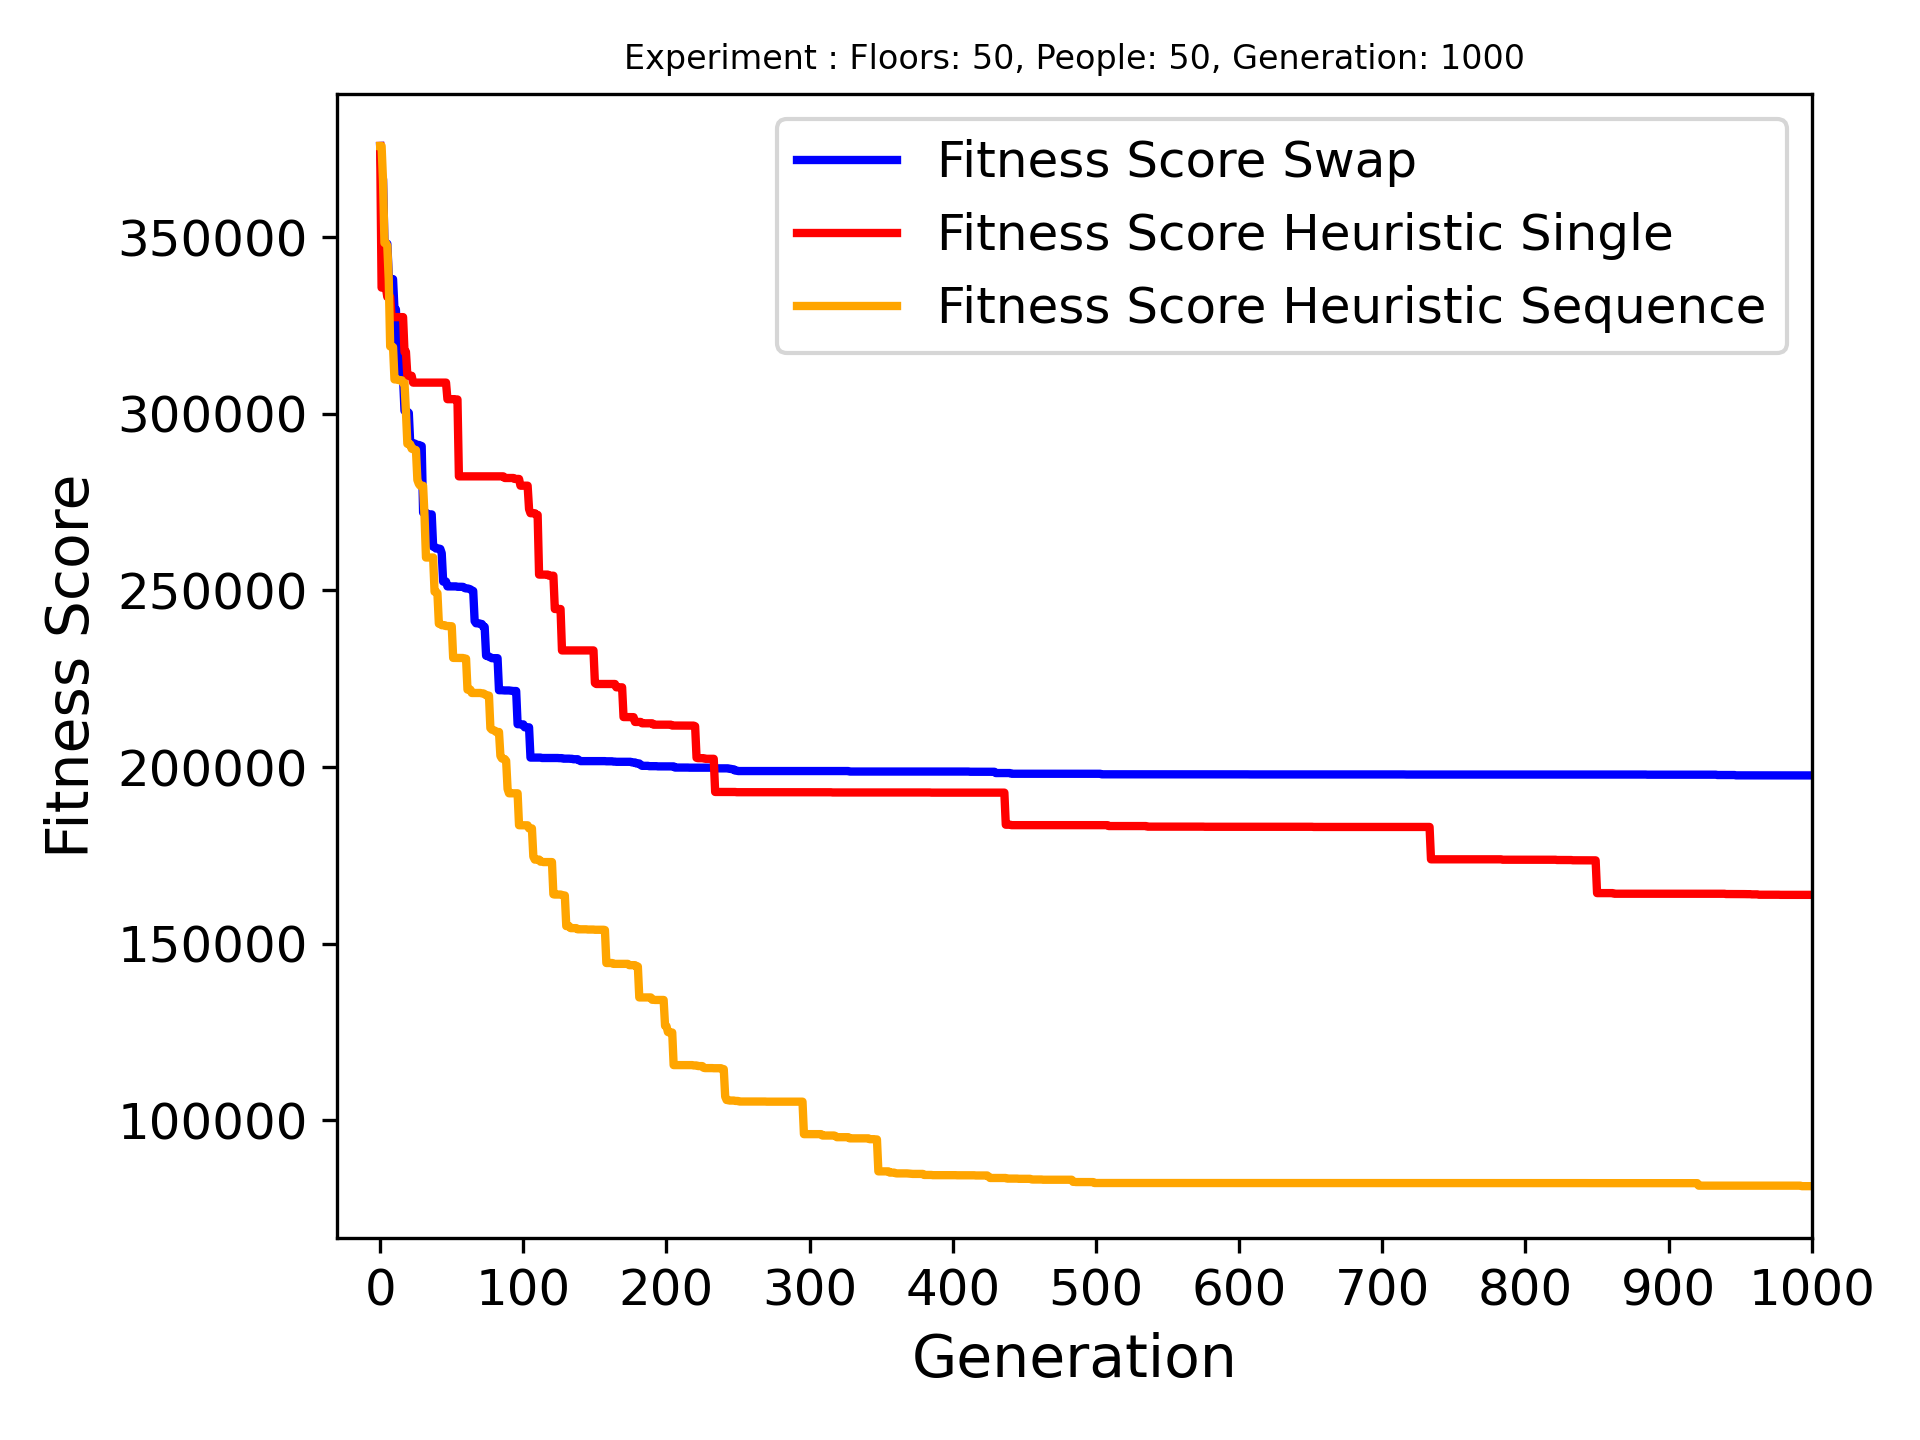 Experiment : Floors: 50, People: 50, Generation: 1000
Fitness Score Swap
Fitness Score Heuristic Single
Fitness Score Heuristic Sequence
Fitness Score
350000
300000
250000
200000
150000
100000
0 100 200 300 400 500 600 700 800 900 1000
Generation